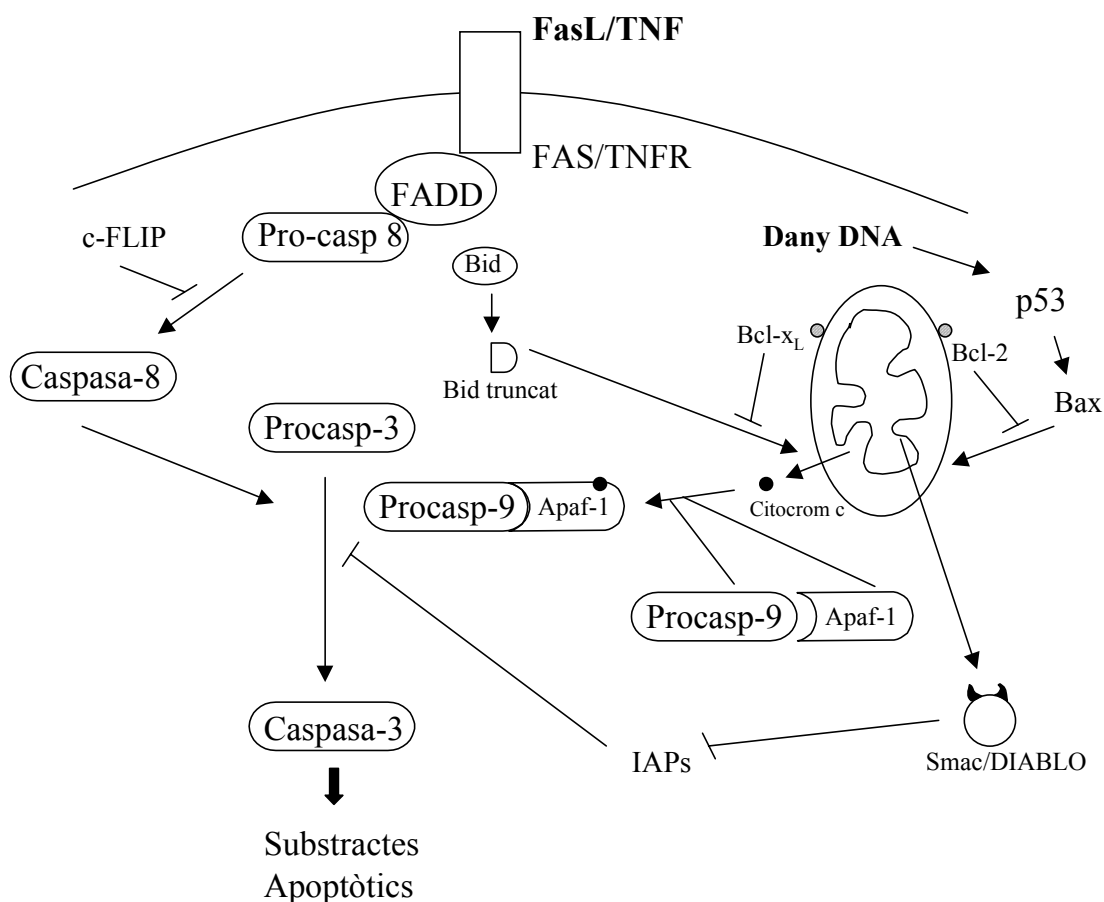 FasL/TNF
FAS/TNFR
FADD
c-FLIP
Pro-casp 8
Dany DNA
Bid
p53
Bcl-xL
Bcl-2
Caspasa-8
Bid truncat
Bax
Procasp-3
Procasp-9
Apaf-1
Citocrom c
Procasp-9
Apaf-1
Caspasa-3
IAPs
Smac/DIABLO
Substractes
Apoptòtics